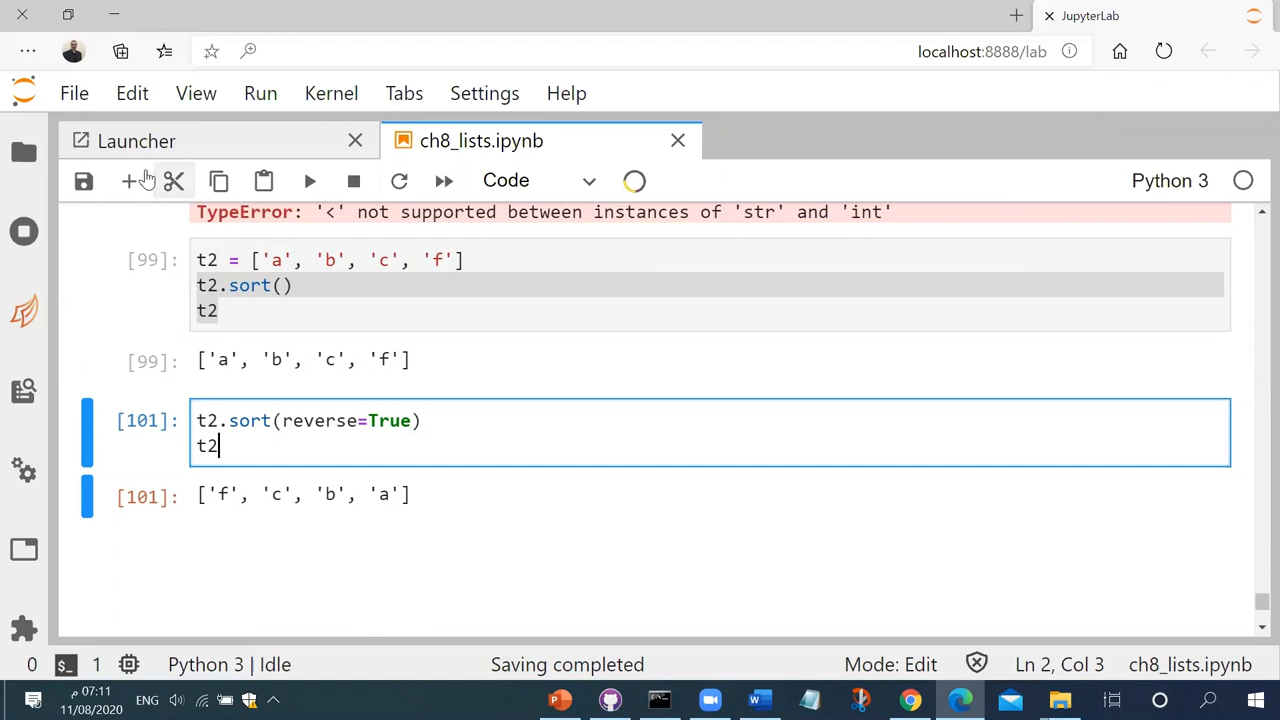 JupyterLab
localhost:8888/lab
File Edit View Run Kernel Tabs Settings Help
Launcher
ch8_lists.ipynb
Code
Python 3
TypeError: '<' not supported between instances of 'str' and 'int'
[99]: t2 = ['a', 'b', 'c', 'f']
t2.sort()
t2
[99]: ['a', 'b', 'c', 'f']
[101]: t2.sort(reverse=True)
t2
[101]: ['f', 'c', 'b', 'a']
0 1 Python 3 | Idle Saving completed Mode: Edit Ln 2, Col 3 ch8_lists.ipynb
07:11 م
11/08/2020
ENG